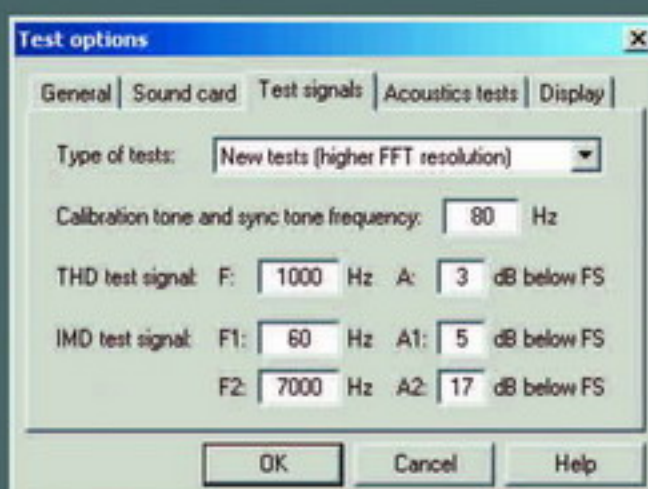 Test options
General Sound card Test signals Acoustics tests Display
Type of tests: New tests (higher FFT resolution)
Calibration tone and sync tone frequency: 80 Hz
THD test signal: F: 1000 Hz A: 3 dB below FS
IMD test signal: F1: 60 Hz A1: 5 dB below FS
F2: 7000 Hz A2: 17 dB below FS
OK Cancel Help